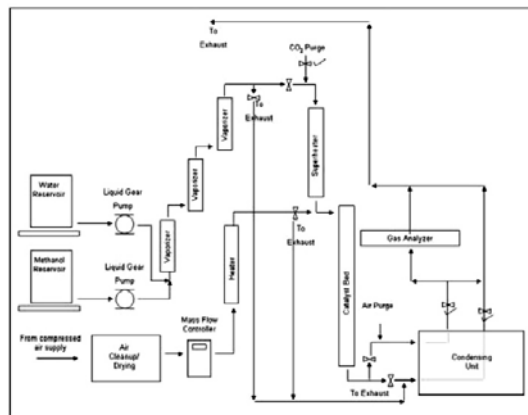 To
Exhaust
CO2 Purge
To
Exhaust
Vaporizer
Superheater
Vaporizer
Water
Reservoir
Liquid Gear
Pump
Vaporizer
Heater
To
Exhaust
Gas Analyzer
Methanol
Reservoir
Liquid Gear
Pump
Catalyst Bed
Air Purge
From compressed
air supply
Air
Cleanup/
Drying
Mass Flow
Controller
Condensing
Unit
To Exhaust